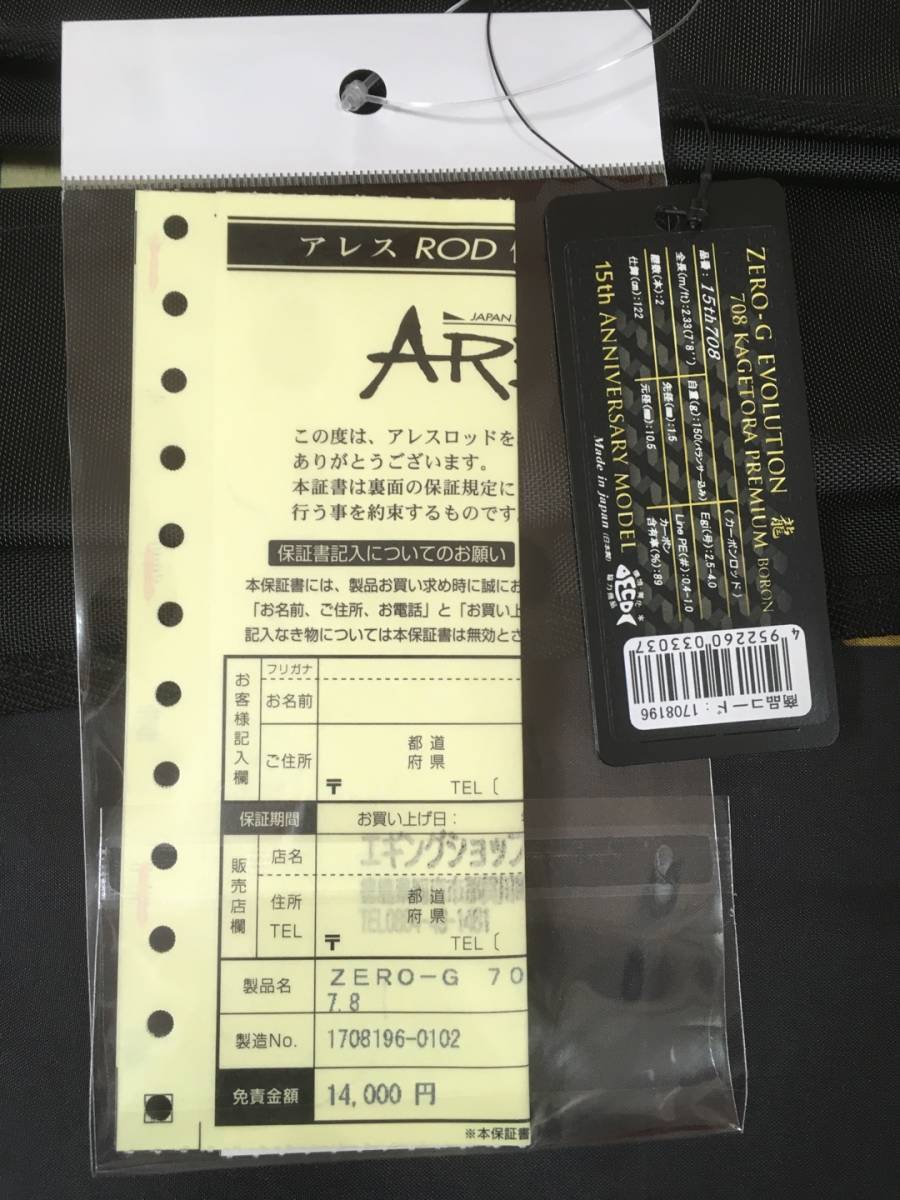 アレス ROD
JAPAN
この度は、アレスロッドを
ありがとうございます。
本証書は裏面の保証規定に
行う事を約束するものです
保証書記入についてのお願い
本保証書には、製品お買い求め時に誠にお
「お名前、ご住所、お電話」と「お買い上
記入なき物については本保証書は無効とさ
お客様記入欄
フリガナ
お名前
ご住所
都道
府県
〒
TEL〔
保証期間
お買い上げ日：
販売店欄
店名
エギングショップ
住所
TEL
都道
府県
〒
TEL〔
製品名
ZERO-G 70
7.8
製造No.
1708196-0102
免責金額
14,000 円
※本保証書
ZERO-G EVOLUTION 龍
708 KAGETORA PREMIUM BORON
品番：15th708
(カーボンロッド)
全長(m/ft)：2.33(7'8'')
自重(g)：150(バランサー込み)
Egi(号)：2.5-4.0
継数(本)：2
先径(mm)：1.5
Line PE(#)：0.4-1.0
仕舞(cm)：122
元径(mm)：10.5
カーボン
含有率(%)：89
15th ANNIVERSARY MODEL
Made in japan (日本製)
ECO
4952260033037
商品コード：1708196